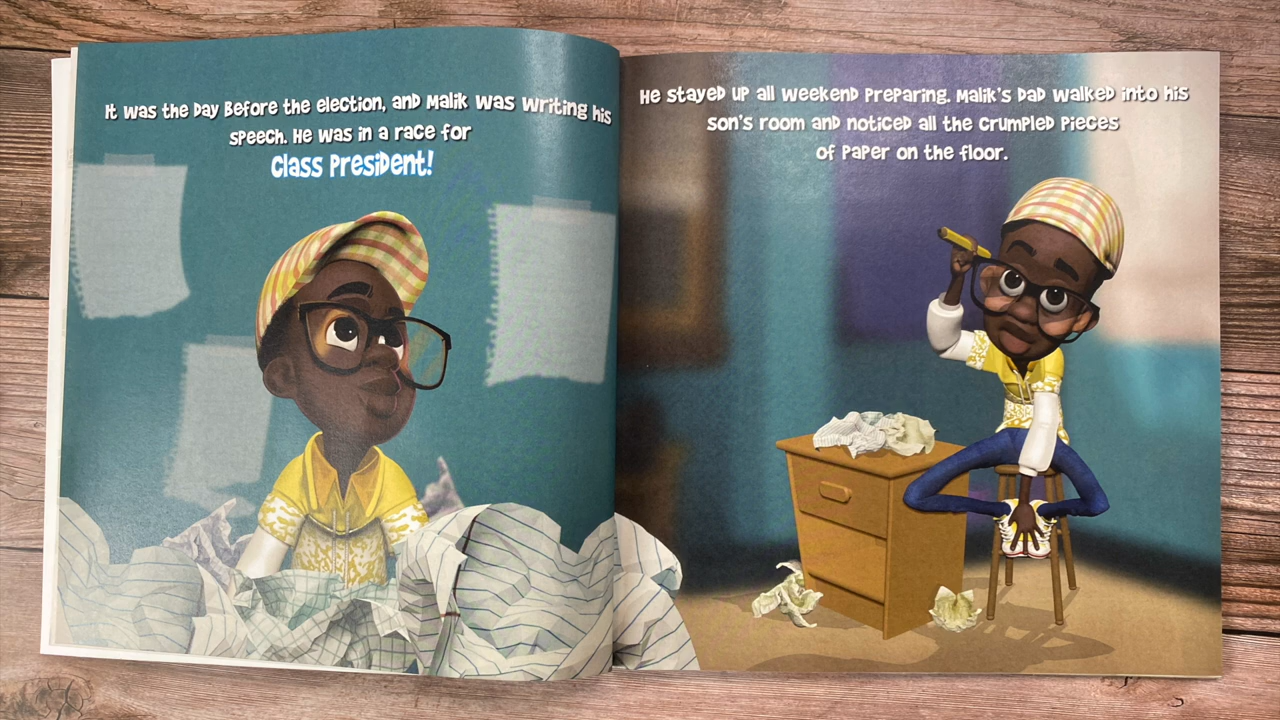 It was the day before the election, and Malik was writing his
speech. He was in a race for
Class President!
He stayed up all weekend preparing. Malik's dad walked into his
son's room and noticed all the crumpled pieces
of paper on the floor.